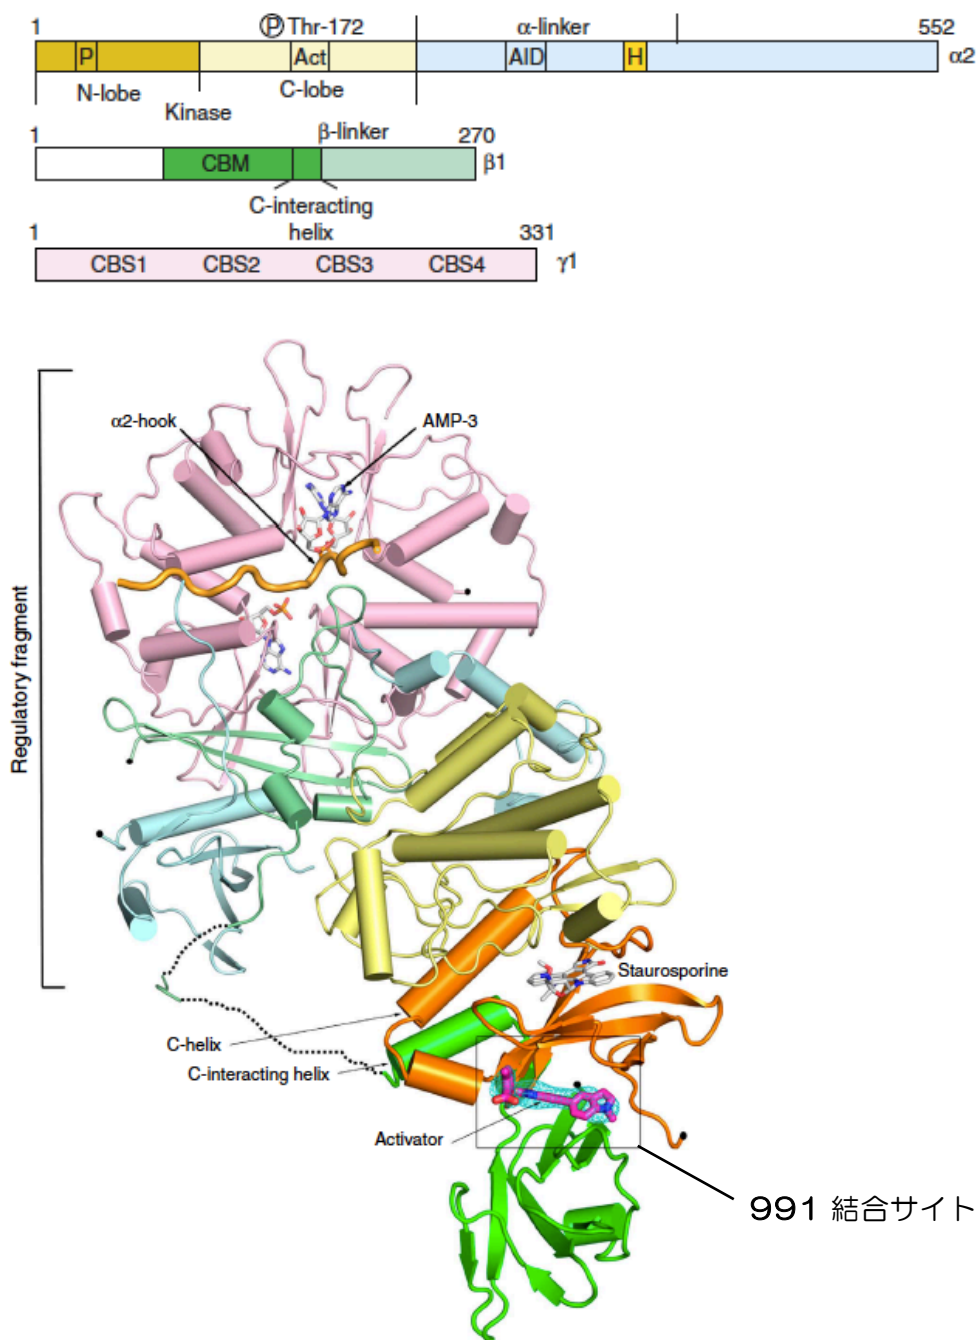 1 Ⓟ Thr-172 α-linker 552
P Act AID H α2
N-lobe C-lobe
Kinase
1 β-linker 270
CBM β1
C-interacting
helix
1 331
CBS1 CBS2 CBS3 CBS4 γ1
α2-hook AMP-3
Regulatory fragment
Staurosporine
C-helix
C-interacting helix
Activator
991 結合サイト